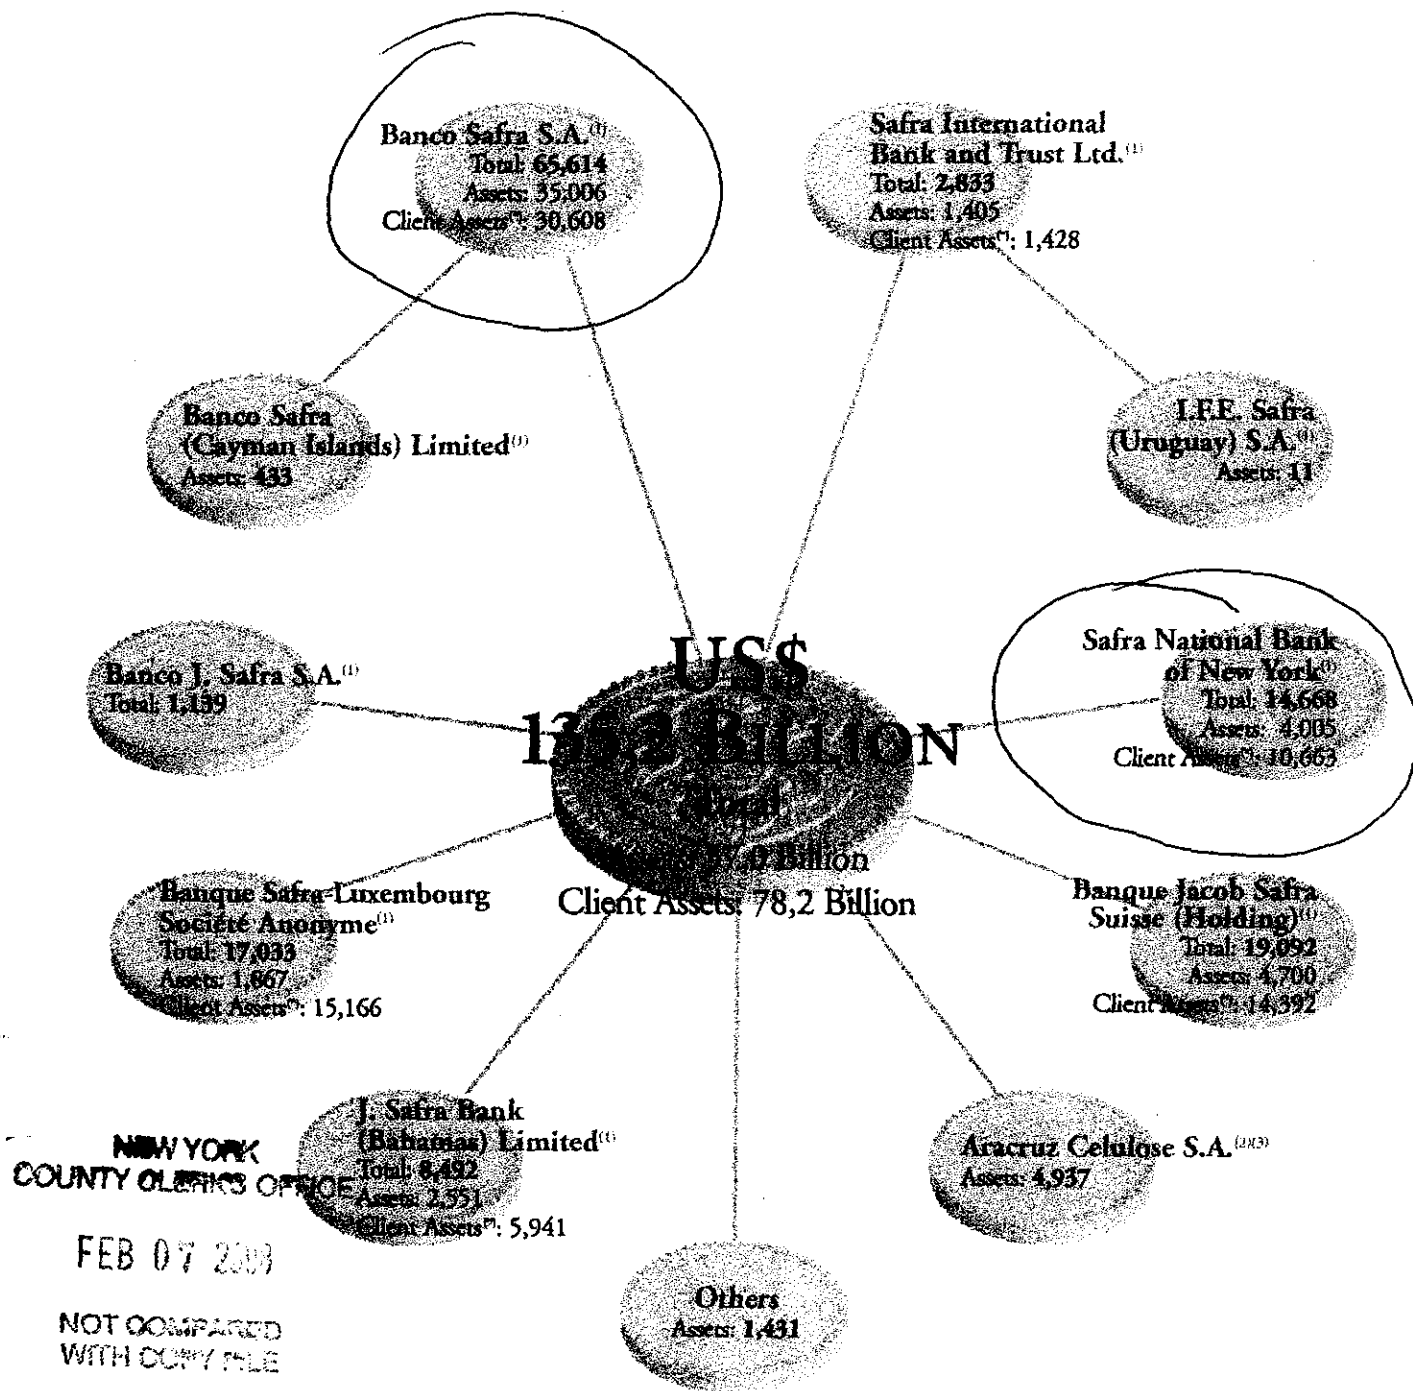 Banco Safra S.A.(1)
Total: 65,614
Assets: 35.006
Client Assets(*): 30,608
Safra International
Bank and Trust Ltd.(1)
Total: 2,833
Assets: 1,405
Client Assets(*): 1,428
Banco Safra
(Cayman Islands) Limited(1)
Assets: 433
I.F.E. Safra
(Uruguay) S.A.(1)
Assets: 11
Safra National Bank
of New York(1)
Total: 14,668
Assets: 4.005
Client Assets(*): 10,663
Banco J. Safra S.A.(1)
Total: 1,139
US$
135.2 BILLION
Total
Billion
Client Assets: 78,2 Billion
Banque Safra-Luxembourg
Société Anonyme(1)
Total: 17,033
Assets: 1,867
Client Assets(*): 15,166
Banque Jacob Safra
Suisse (Holding)(1)
Total: 19,092
Assets: 4,700
Client Assets(*): 14,392
J. Safra Bank
(Bahamas) Limited(1)
Total: 8,492
Assets: 2,551
Client Assets(*): 5,941
Aracruz Celulose S.A.(2)(3)
Assets: 4,937
Others
Assets: 1,431
NEW YORK
COUNTY CLERKS OFFICE
FEB 07
NOT COMPARED
WITH COPY FILE